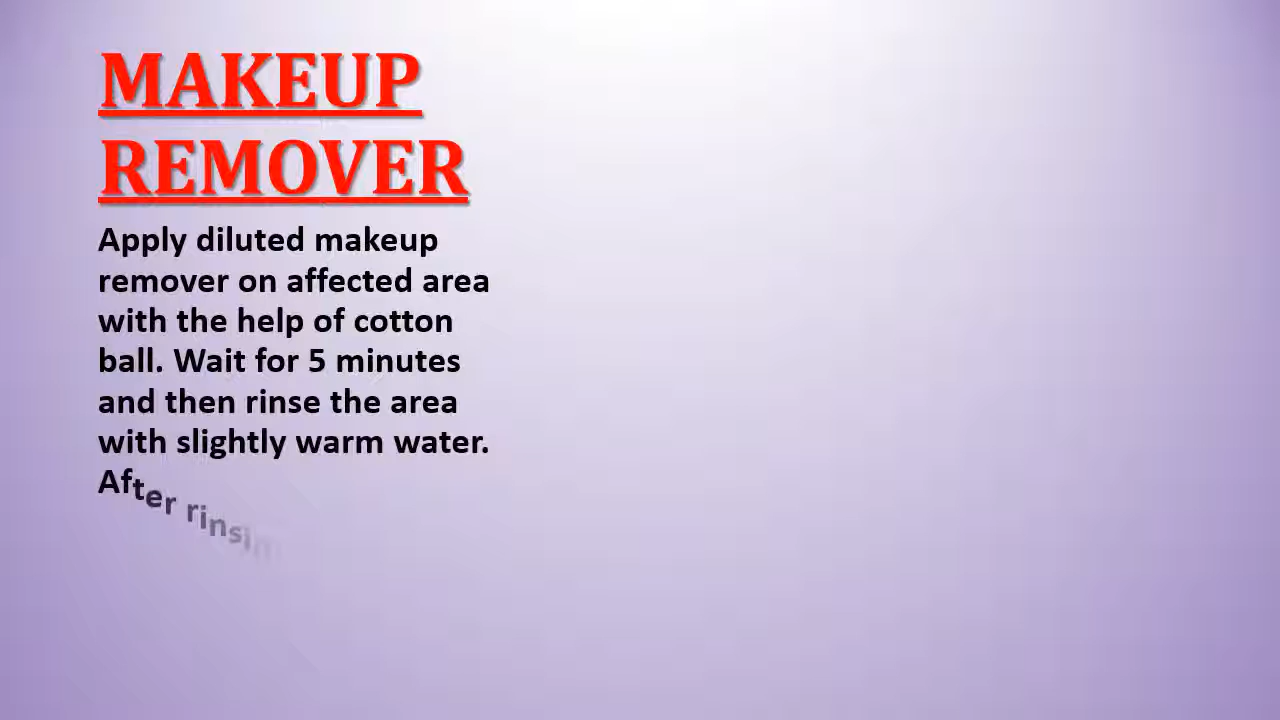 MAKEUP
REMOVER
Apply diluted makeup
remover on affected area
with the help of cotton
ball. Wait for 5 minutes
and then rinse the area
with slightly warm water.
After rinsin